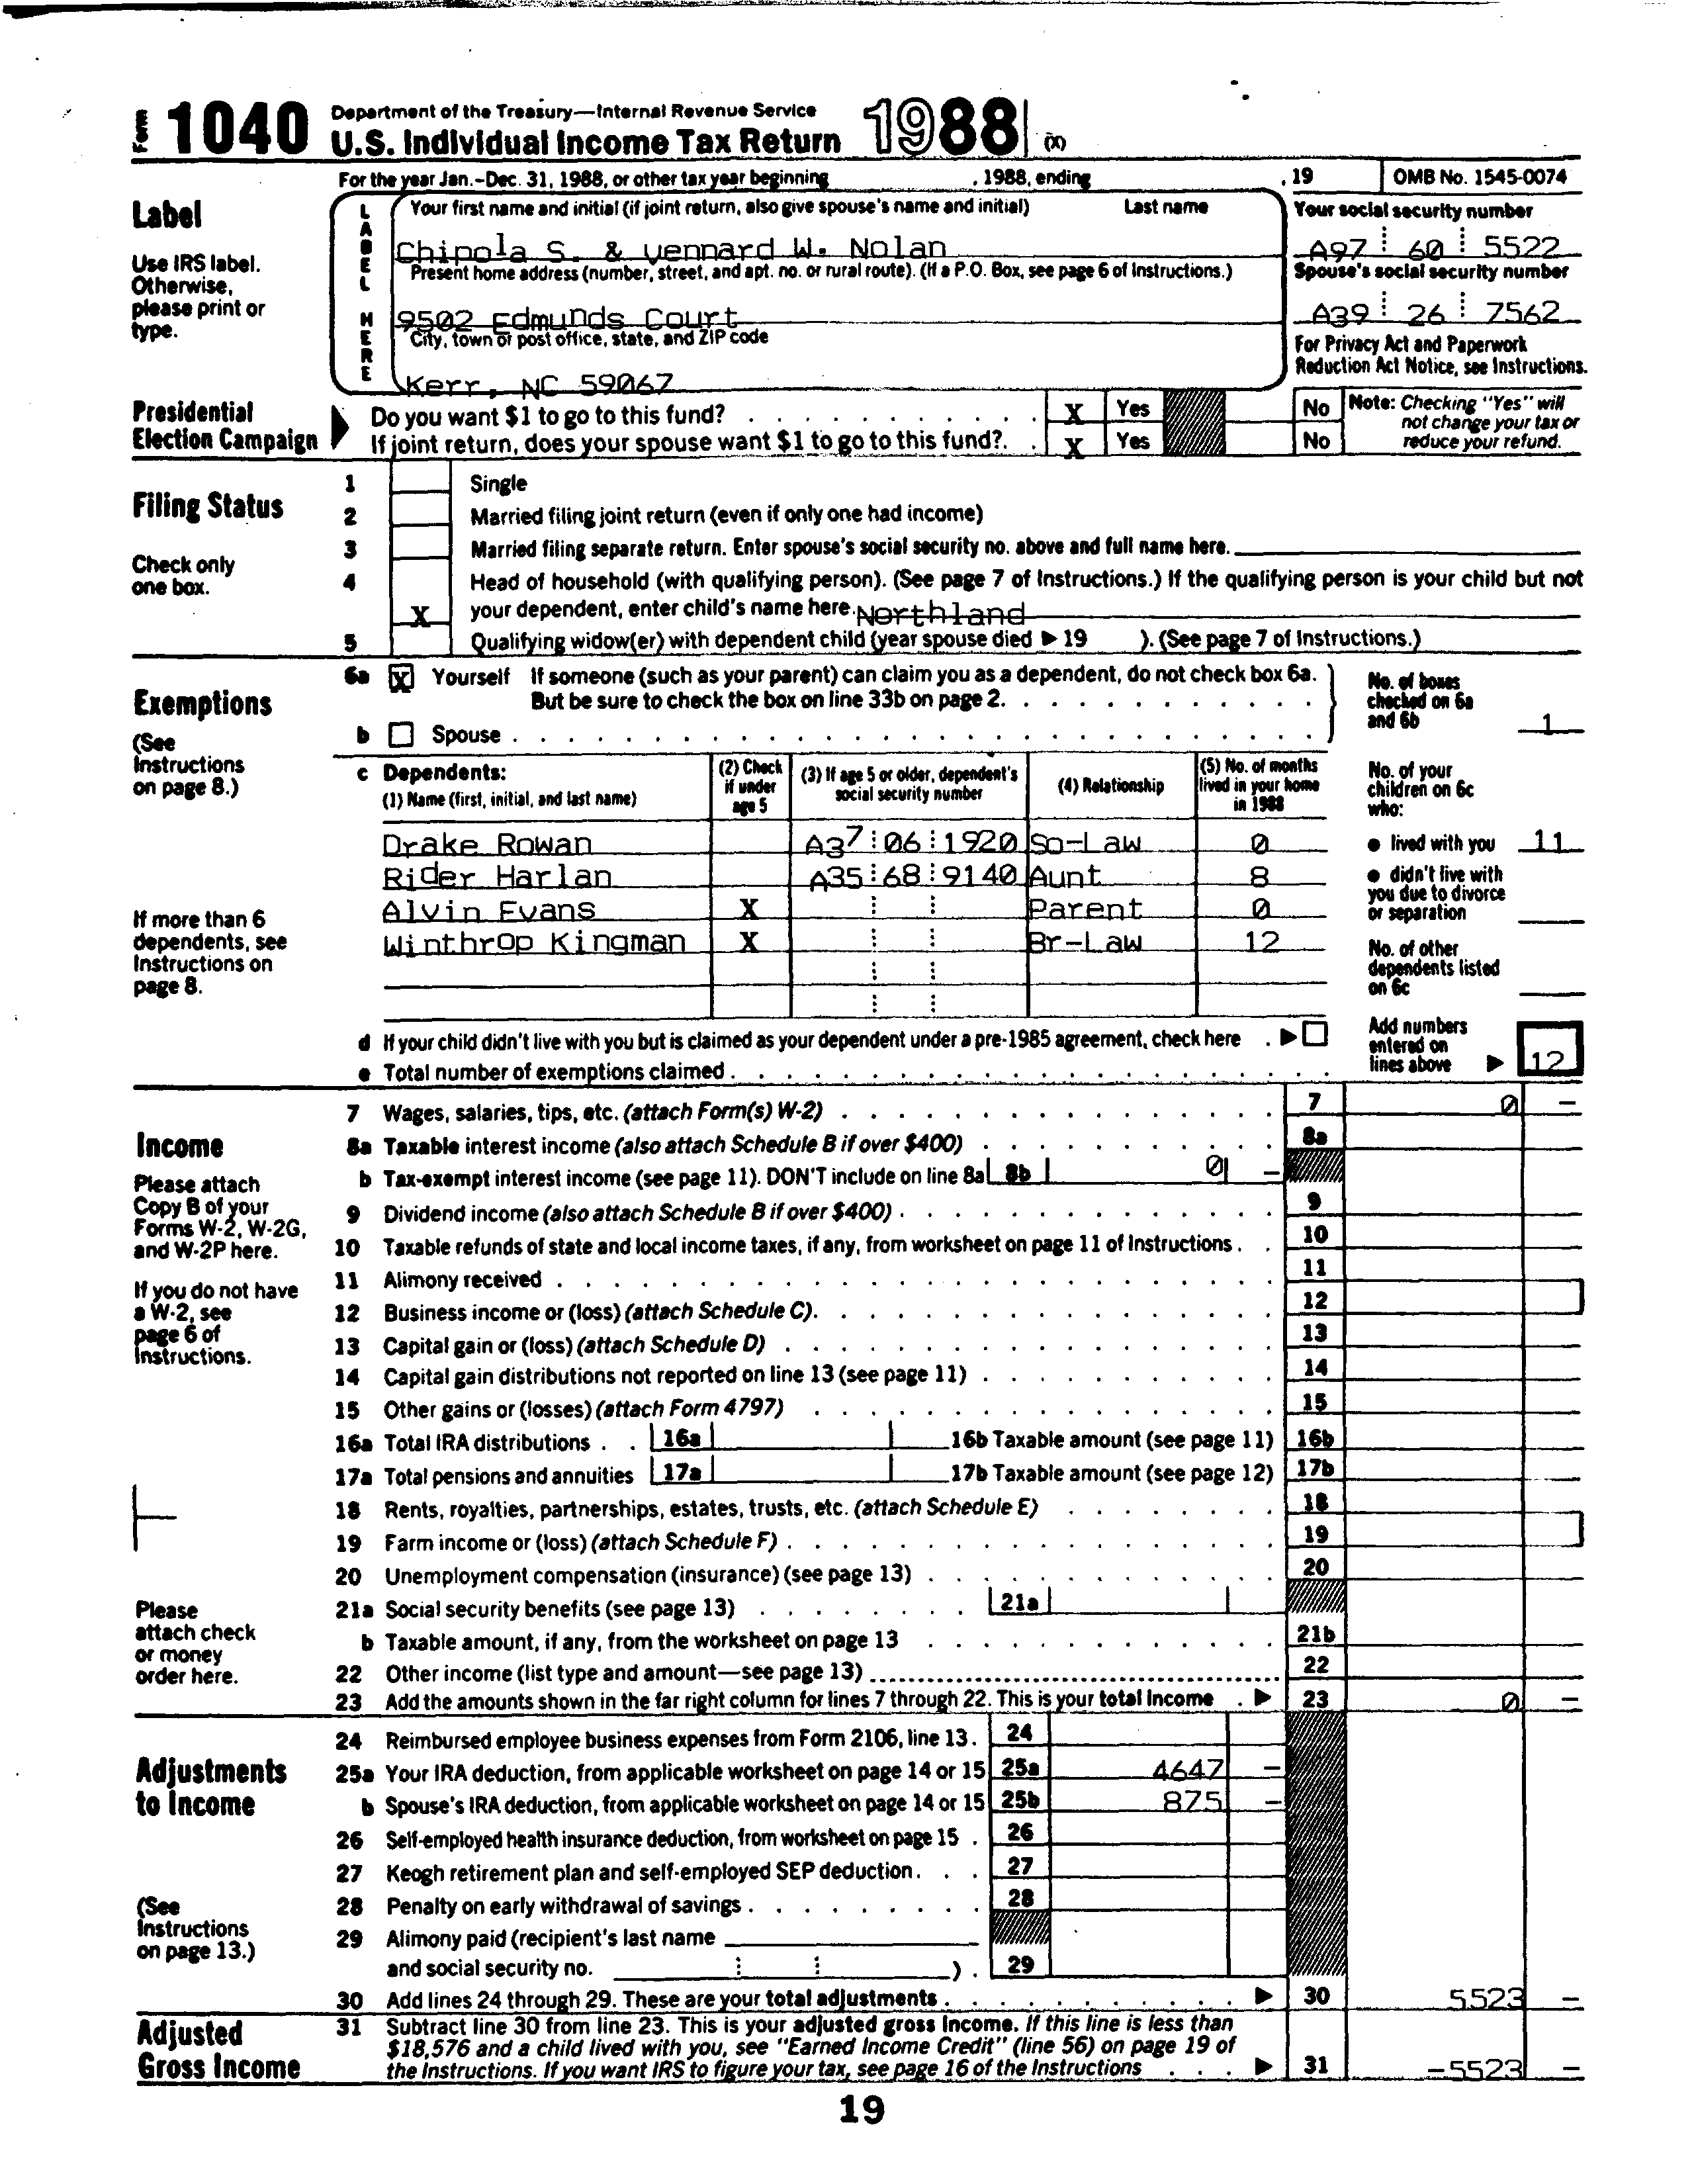 Form 1040 Department of the Treasury—Internal Revenue Service
U.S. Individual Income Tax Return 1988 (X)
For the year Jan.-Dec. 31, 1988, or other tax year beginning , 1988, ending , 19 OMB No. 1545-0074
Label
Use IRS label.
Otherwise,
please print or
type.
LABEL HERE
Your first name and initial (if joint return, also give spouse's name and initial) Last name
Chipola S. & Vennard W. Nolan
Your social security number
A97 60 5522
Present home address (number, street, and apt. no. or rural route). (If a P.O. Box, see page 6 of Instructions.)
9502 Edmunds Court
Spouse's social security number
A39 26 7562
City, town or post office, state, and ZIP code
Kerr, NC 59067
For Privacy Act and Paperwork
Reduction Act Notice, see Instructions.
Presidential
Election Campaign
Do you want $1 to go to this fund? X Yes No
If joint return, does your spouse want $1 to go to this fund? X Yes No
Note: Checking "Yes" will
not change your tax or
reduce your refund.
Filing Status
Check only
one box.
1 Single
2 Married filing joint return (even if only one had income)
3 Married filing separate return. Enter spouse's social security no. above and full name here.
4 Head of household (with qualifying person). (See page 7 of Instructions.) If the qualifying person is your child but not
X your dependent, enter child's name here. Northland
5 Qualifying widow(er) with dependent child (year spouse died 19 ). (See page 7 of Instructions.)
Exemptions
(See
Instructions
on page 8.)
If more than 6
dependents, see
Instructions on
page 8.
6a X Yourself If someone (such as your parent) can claim you as a dependent, do not check box 6a.
But be sure to check the box on line 33b on page 2.
b Spouse
No. of boxes
checked on 6a
and 6b 1
c Dependents:
(1) Name (first, initial, and last name)
(2) Check
if under
age 5
(3) If age 5 or older, dependent's
social security number
(4) Relationship
(5) No. of months
lived in your home
in 1988
Drake Rowan A37 06 1920 So-Law 0
Rider Harlan A35 68 9140 Aunt 8
Alvin Evans X Parent 0
Winthrop Kingman X Br-Law 12
No. of your
children on 6c
who:
● lived with you 11
● didn't live with
you due to divorce
or separation
No. of other
dependents listed
on 6c
d If your child didn't live with you but is claimed as your dependent under a pre-1985 agreement, check here
e Total number of exemptions claimed
Add numbers
entered on
lines above 12
Income
Please attach
Copy B of your
Forms W-2, W-2G,
and W-2P here.
If you do not have
a W-2, see
page 6 of
Instructions.
Please
attach check
or money
order here.
7 Wages, salaries, tips, etc. (attach Form(s) W-2) 7 0 –
8a Taxable interest income (also attach Schedule B if over $400) 8a
b Tax-exempt interest income (see page 11). DON'T include on line 8a 8b 0 –
9 Dividend income (also attach Schedule B if over $400) 9
10 Taxable refunds of state and local income taxes, if any, from worksheet on page 11 of Instructions 10
11 Alimony received 11
12 Business income or (loss) (attach Schedule C) 12
13 Capital gain or (loss) (attach Schedule D) 13
14 Capital gain distributions not reported on line 13 (see page 11) 14
15 Other gains or (losses) (attach Form 4797) 15
16a Total IRA distributions 16a 16b Taxable amount (see page 11) 16b
17a Total pensions and annuities 17a 17b Taxable amount (see page 12) 17b
18 Rents, royalties, partnerships, estates, trusts, etc. (attach Schedule E) 18
19 Farm income or (loss) (attach Schedule F) 19
20 Unemployment compensation (insurance) (see page 13) 20
21a Social security benefits (see page 13) 21a
b Taxable amount, if any, from the worksheet on page 13 21b
22 Other income (list type and amount—see page 13) 22
23 Add the amounts shown in the far right column for lines 7 through 22. This is your total income 23 0 –
Adjustments
to Income
(See
Instructions
on page 13.)
24 Reimbursed employee business expenses from Form 2106, line 13. 24
25a Your IRA deduction, from applicable worksheet on page 14 or 15 25a 4647 –
b Spouse's IRA deduction, from applicable worksheet on page 14 or 15 25b 875 –
26 Self-employed health insurance deduction, from worksheet on page 15 26
27 Keogh retirement plan and self-employed SEP deduction 27
28 Penalty on early withdrawal of savings 28
29 Alimony paid (recipient's last name
and social security no. ) 29
30 Add lines 24 through 29. These are your total adjustments 30 5523 –
Adjusted
Gross Income
31 Subtract line 30 from line 23. This is your adjusted gross income. If this line is less than
$18,576 and a child lived with you, see "Earned Income Credit" (line 56) on page 19 of
the Instructions. If you want IRS to figure your tax, see page 16 of the Instructions 31 –5523 –
19